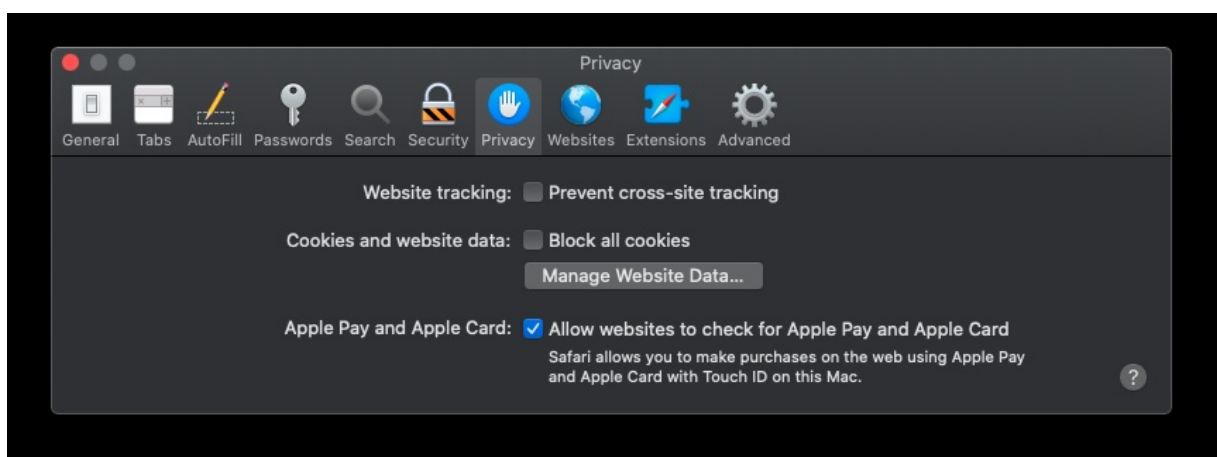 Privacy
General Tabs AutoFill Passwords Search Security Privacy Websites Extensions Advanced
Website tracking: Prevent cross-site tracking
Cookies and website data: Block all cookies
Manage Website Data...
Apple Pay and Apple Card: Allow websites to check for Apple Pay and Apple Card
Safari allows you to make purchases on the web using Apple Pay
and Apple Card with Touch ID on this Mac.
?